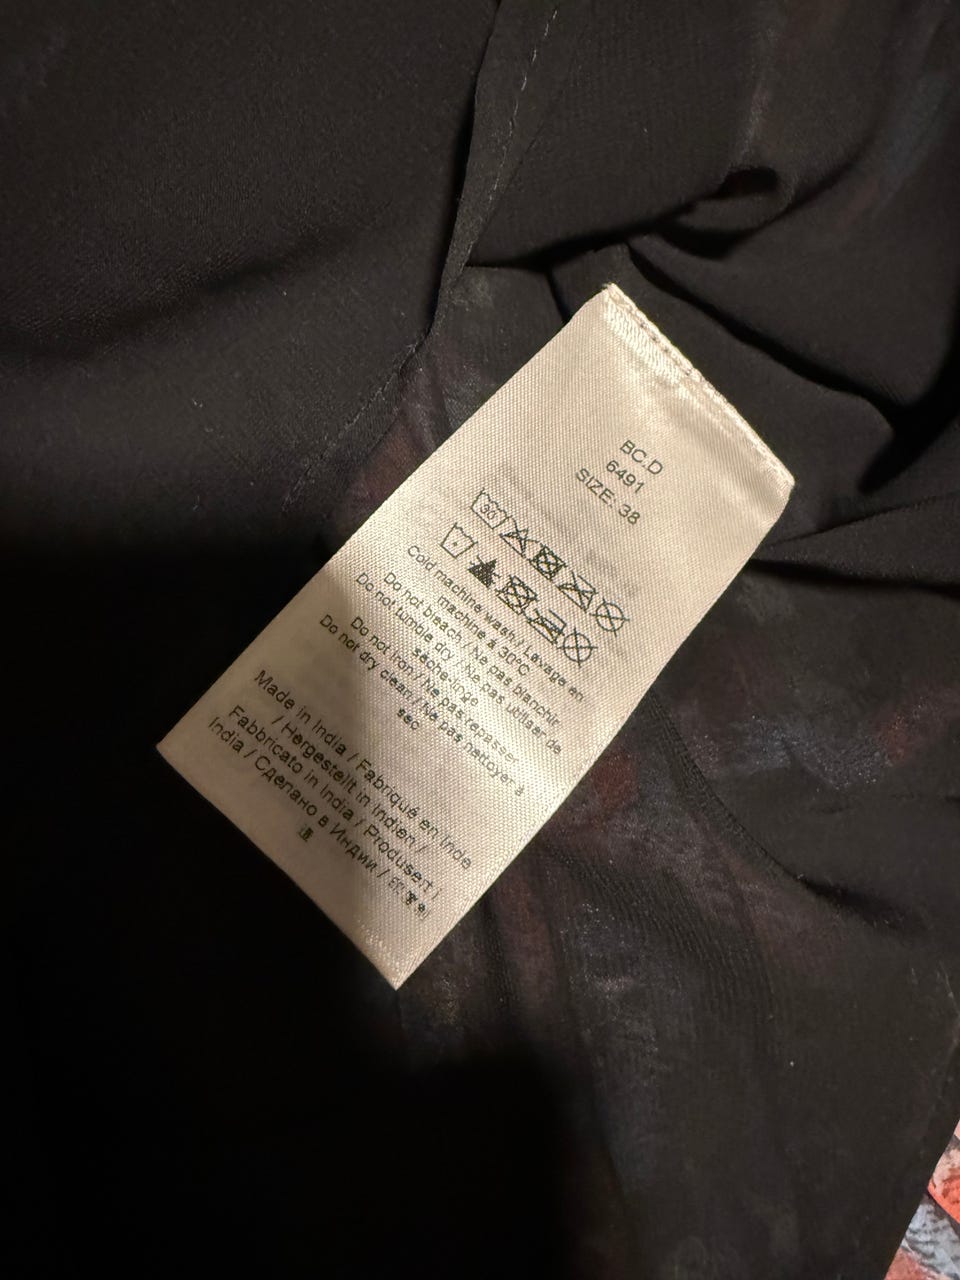 BC.D
6491
SIZE: 38
30
Cold machine wash / Lavage en
machine à 30°C
Do not beach / Ne pas blanchir
Do not tumble dry / Ne pas utiliser de
sèche-linge
Do not iron / Ne pas repasser
Do not dry clean / Ne pas nettoyer à
sec
Made in India / Fabriqué en Inde
/ Hergestellt in Indien /
Fabbricato in India / Produsert i
India / Сделано в Индии /